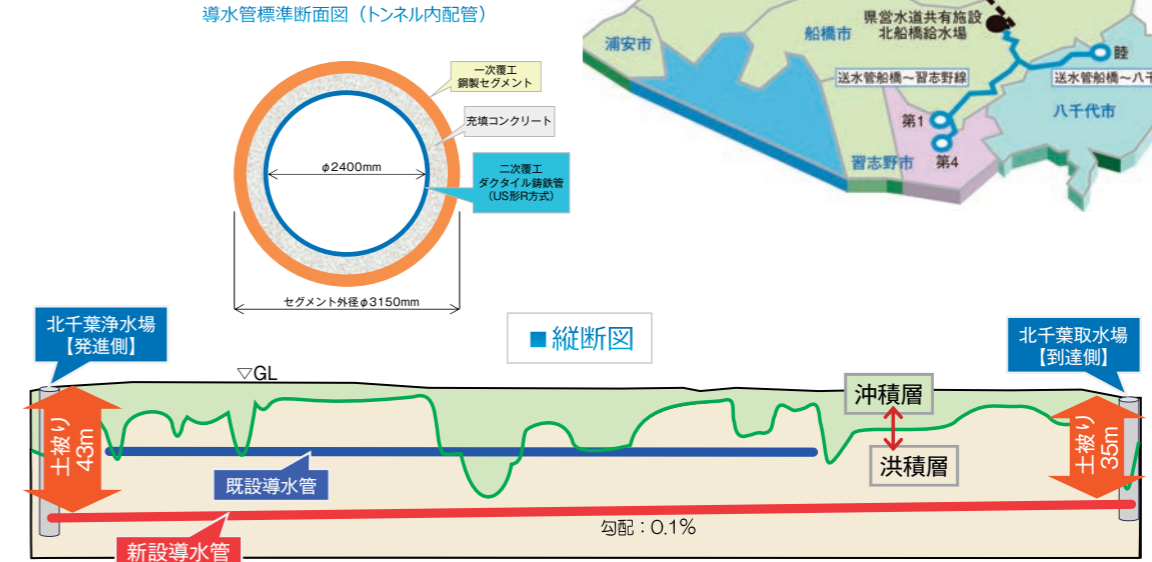 導水管標準断面図（トンネル内配管）
一次覆工
鋼製セグメント
充填コンクリート
φ2400mm
二次覆工
ダクタイル鋳鉄管
（US形R方式）
セグメント外径φ3150mm
県営水道共有施設
北船橋給水場
浦安市
船橋市
睦
送水管船橋～習志野線
送水管船橋～八千
第1
八千代市
習志野市
第4
■縦断図
北千葉浄水場
【発進側】
北千葉取水場
【到達側】
▽GL
沖積層
洪積層
土被り
43m
土被り
35m
既設導水管
勾配：0.1%
新設導水管